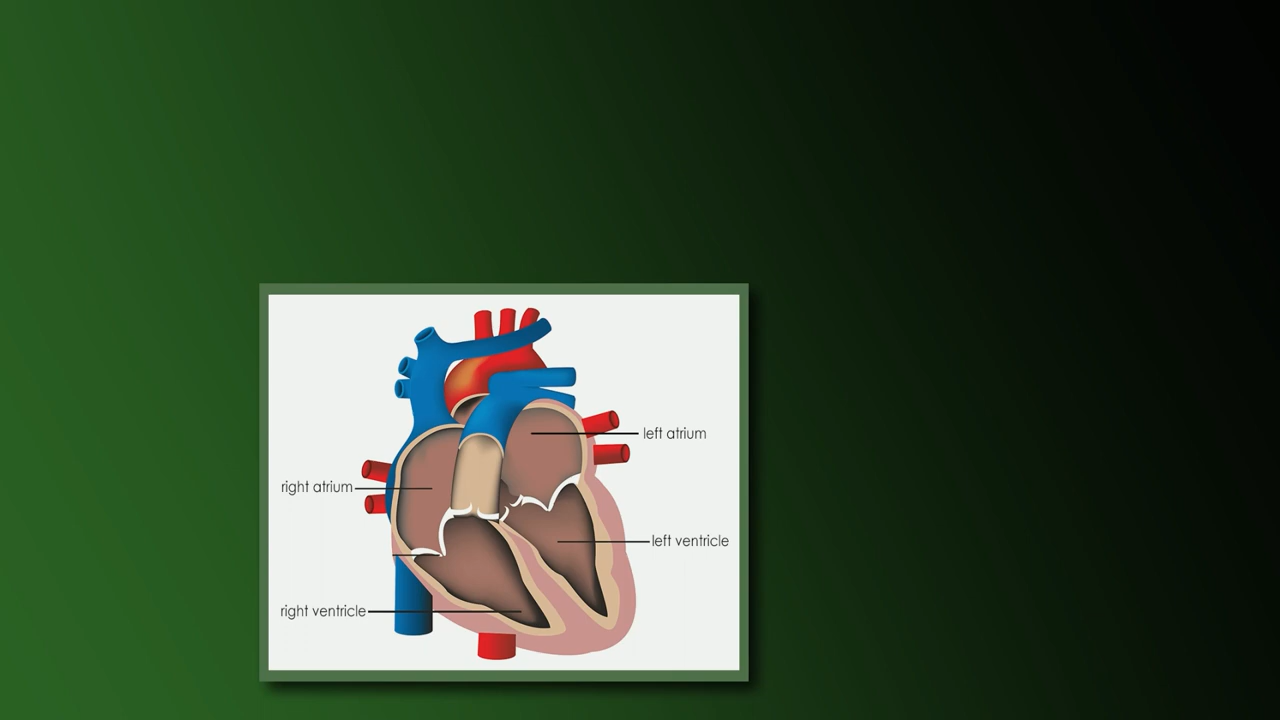 left atrium
right atrium
left ventricle
right ventricle